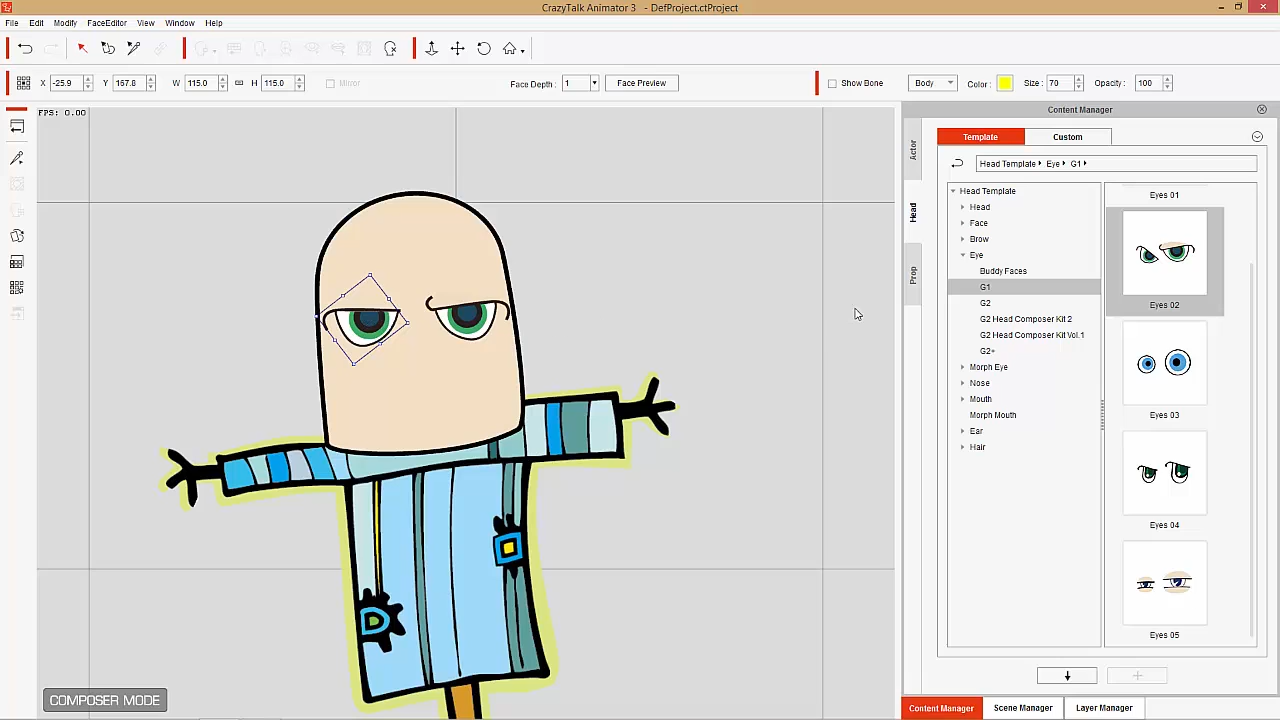 CrazyTalk Animator 3 - DefProject.ctProject
File Edit Modify FaceEditor View Window Help
X -25.9 Y 167.8 W 115.0 H 115.0 Mirror Face Depth : 1 Face Preview Show Bone Body Color : Size : 70 Opacity : 100
FPS: 0.00
Content Manager
Template Custom
Head Template Eye G1
Actor
Head
Prop
Head Template
Head
Face
Brow
Eye
Buddy Faces
G1
G2
G2 Head Composer Kit 2
G2 Head Composer Kit Vol.1
G2+
Morph Eye
Nose
Mouth
Morph Mouth
Ear
Hair
Eyes 01
Eyes 02
Eyes 03
Eyes 04
Eyes 05
COMPOSER MODE
Content Manager Scene Manager Layer Manager